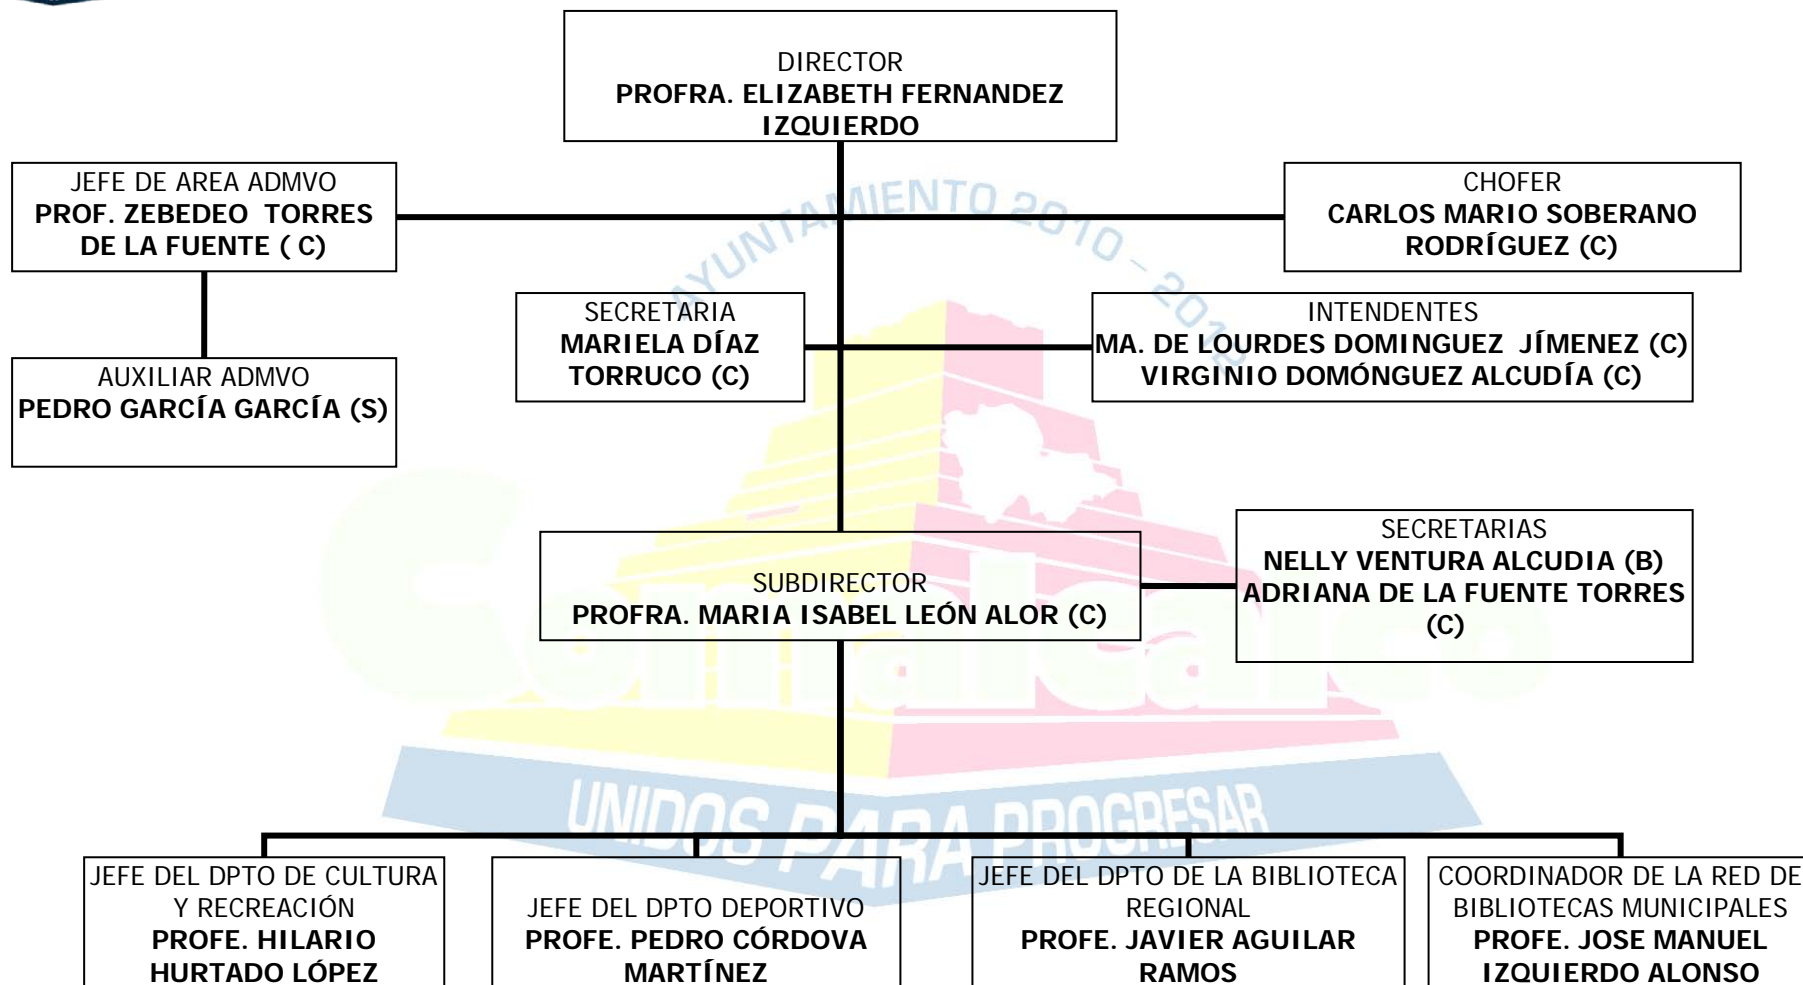 DIRECTOR
PROFRA. ELIZABETH FERNANDEZ
IZQUIERDO
JEFE DE AREA ADMVO
PROF. ZEBEDEO TORRES
DE LA FUENTE ( C)
CHOFER
CARLOS MARIO SOBERANO
RODRÍGUEZ (C)
AYUNTAMIENTO 2010 - 2012
SECRETARIA
MARIELA DÍAZ
TORRUCO (C)
INTENDENTES
MA. DE LOURDES DOMINGUEZ JÍMENEZ (C)
VIRGINIO DOMÓNGUEZ ALCUDÍA (C)
AUXILIAR ADMVO
PEDRO GARCÍA GARCÍA (S)
SUBDIRECTOR
PROFRA. MARIA ISABEL LEÓN ALOR (C)
SECRETARIAS
NELLY VENTURA ALCUDIA (B)
ADRIANA DE LA FUENTE TORRES
(C)
Comalcalco
UNIDOS PARA PROGRESAR
JEFE DEL DPTO DE CULTURA
Y RECREACIÓN
PROFE. HILARIO
HURTADO LÓPEZ
JEFE DEL DPTO DEPORTIVO
PROFE. PEDRO CÓRDOVA
MARTÍNEZ
JEFE DEL DPTO DE LA BIBLIOTECA
REGIONAL
PROFE. JAVIER AGUILAR
RAMOS
COORDINADOR DE LA RED DE
BIBLIOTECAS MUNICIPALES
PROFE. JOSE MANUEL
IZQUIERDO ALONSO